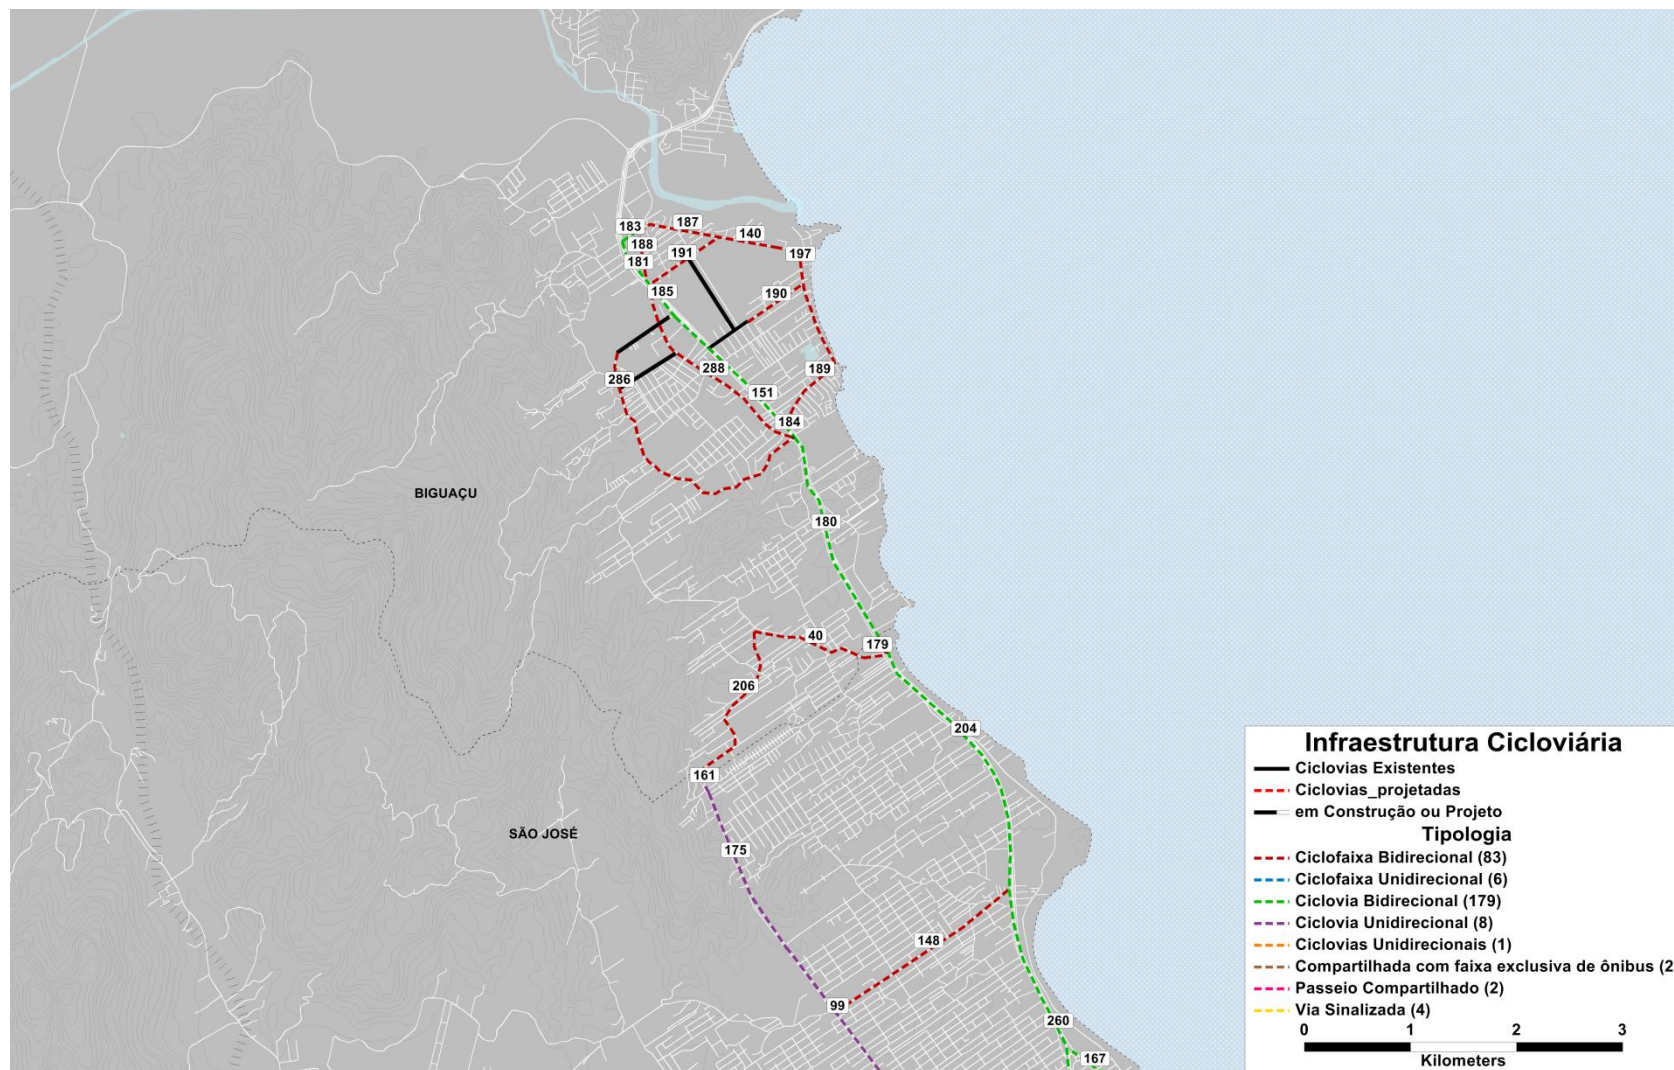 183
187
140
188
191
197
181
185
190
286
288
189
151
184
BIGUAÇU
180
40
179
206
204
161
SÃO JOSÉ
175
148
99
260
167
Infraestrutura Cicloviária
Ciclovias Existentes
Ciclovias_projetadas
em Construção ou Projeto
Tipologia
Ciclofaixa Bidirecional (83)
Ciclofaixa Unidirecional (6)
Ciclovia Bidirecional (179)
Ciclovia Unidirecional (8)
Ciclovias Unidirecionais (1)
Compartilhada com faixa exclusiva de ônibus (2
Passeio Compartilhado (2)
Via Sinalizada (4)
0 1 2 3
Kilometers